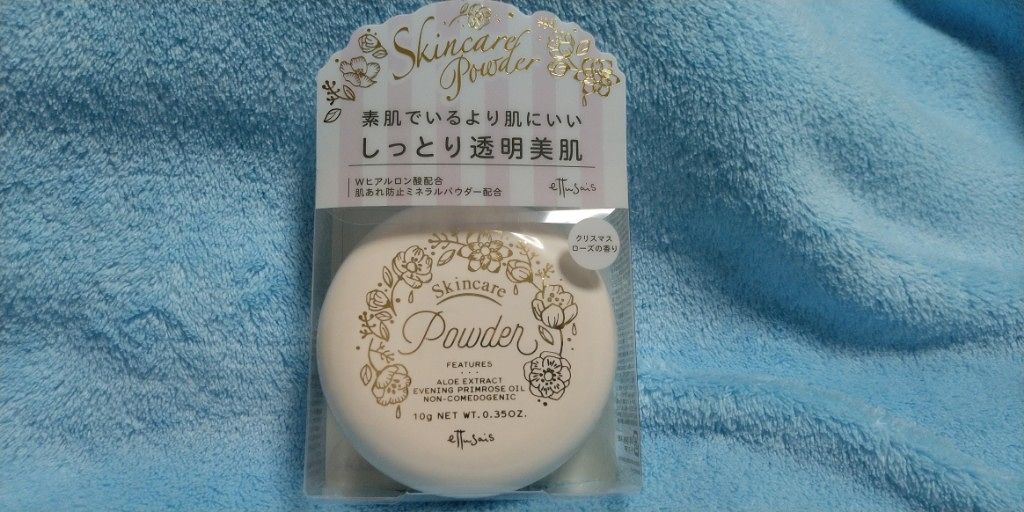 Skincare
Powder
素肌でいるより肌にいい
しっとり透明美肌
Wヒアルロン酸配合
肌あれ防止ミネラルパウダー配合
ettusais
クリスマス
ローズの香り
Skincare
Powder
FEATURES
ALOE EXTRACT
EVENING PRIMROSE OIL
NON-COMEDOGENIC
10g NET WT. 0.35OZ.
ettusais